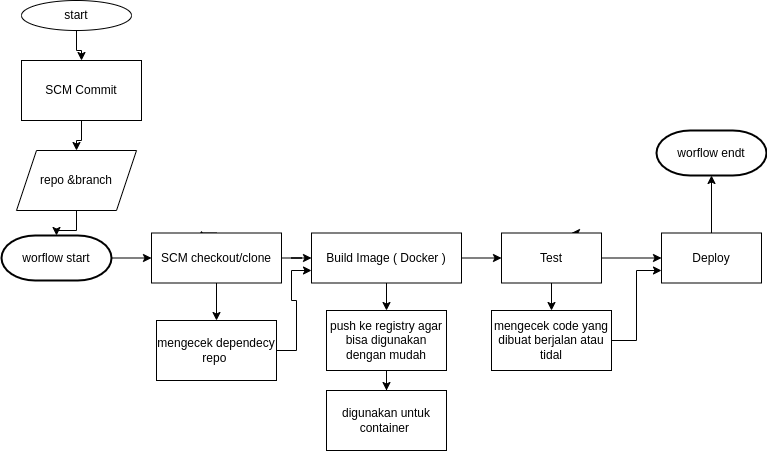 start
SCM Commit
repo &branch
worflow start
SCM checkout/clone
Build Image ( Docker )
Test
Deploy
worflow endt
mengecek dependecy
repo
push ke registry agar
bisa digunakan
dengan mudah
mengecek code yang
dibuat berjalan atau
tidal
digunakan untuk
container